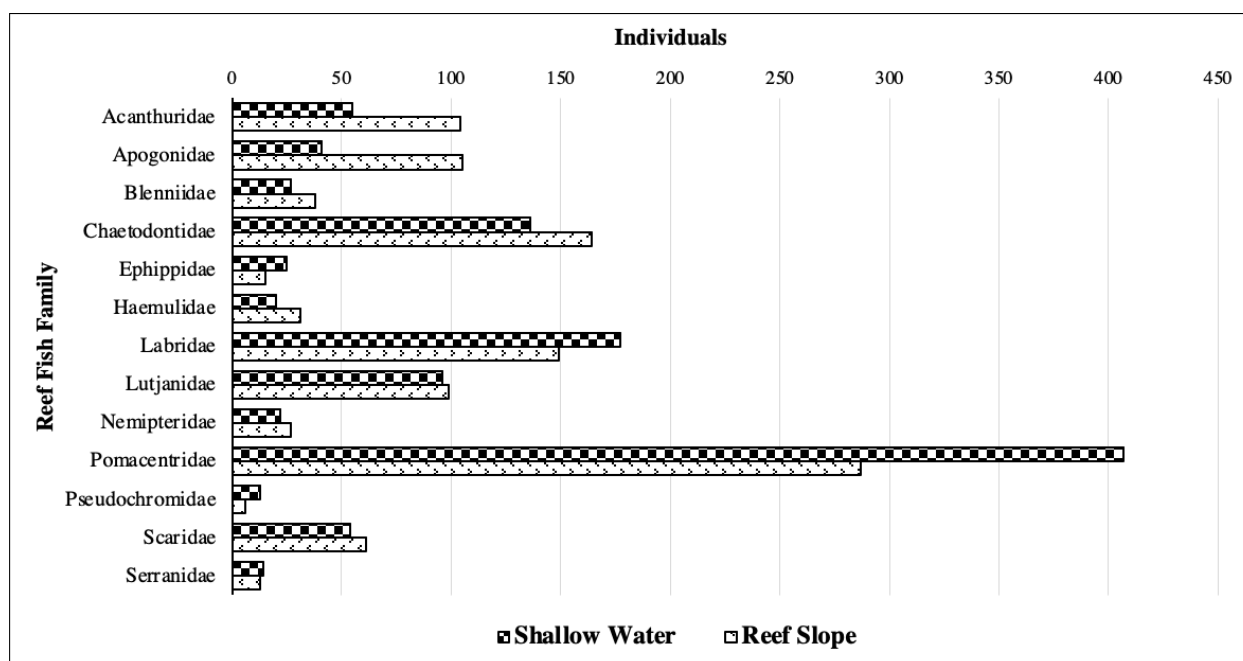 Individuals
0 50 100 150 200 250 300 350 400 450
Reef Fish Family
Acanthuridae
Apogonidae
Blenniidae
Chaetodontidae
Ephippidae
Haemulidae
Labridae
Lutjanidae
Nemipteridae
Pomacentridae
Pseudochromidae
Scaridae
Serranidae
Shallow Water Reef Slope